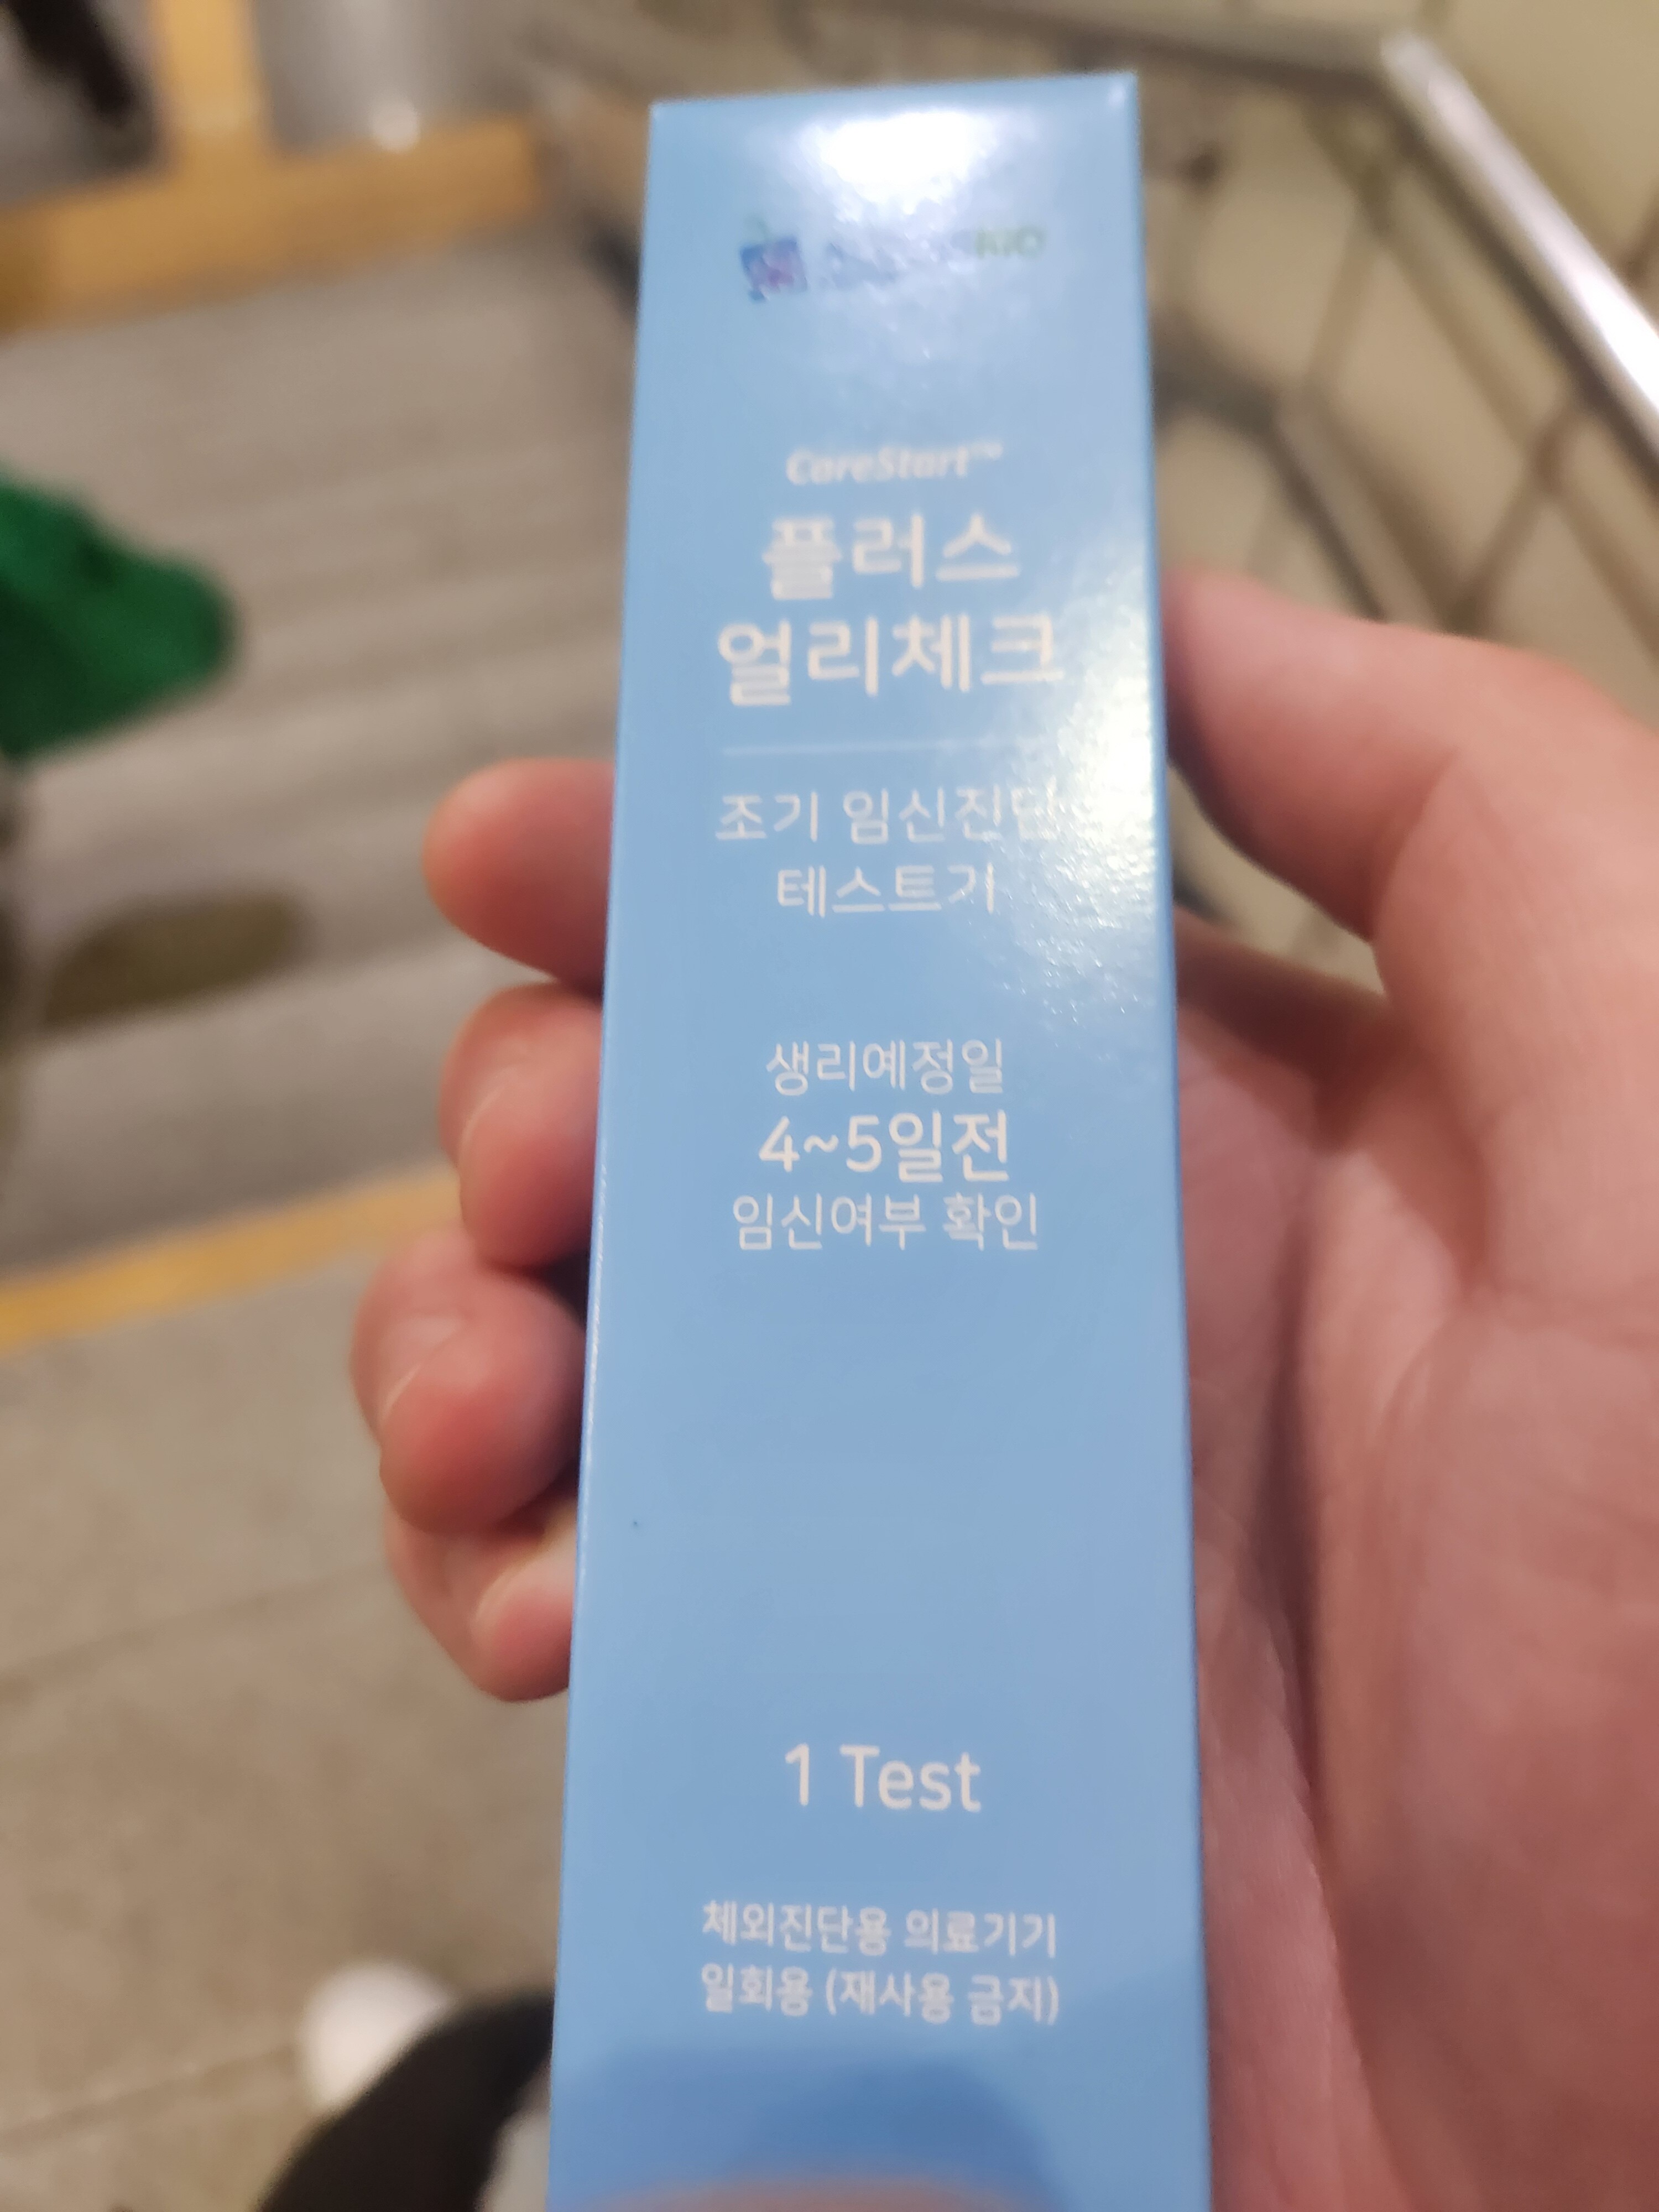 CareStart™
플러스
얼리체크
조기 임신진단
테스트기
생리예정일
4~5일전
임신여부 확인
1 Test
체외진단용 의료기기
일회용 (재사용 금지)